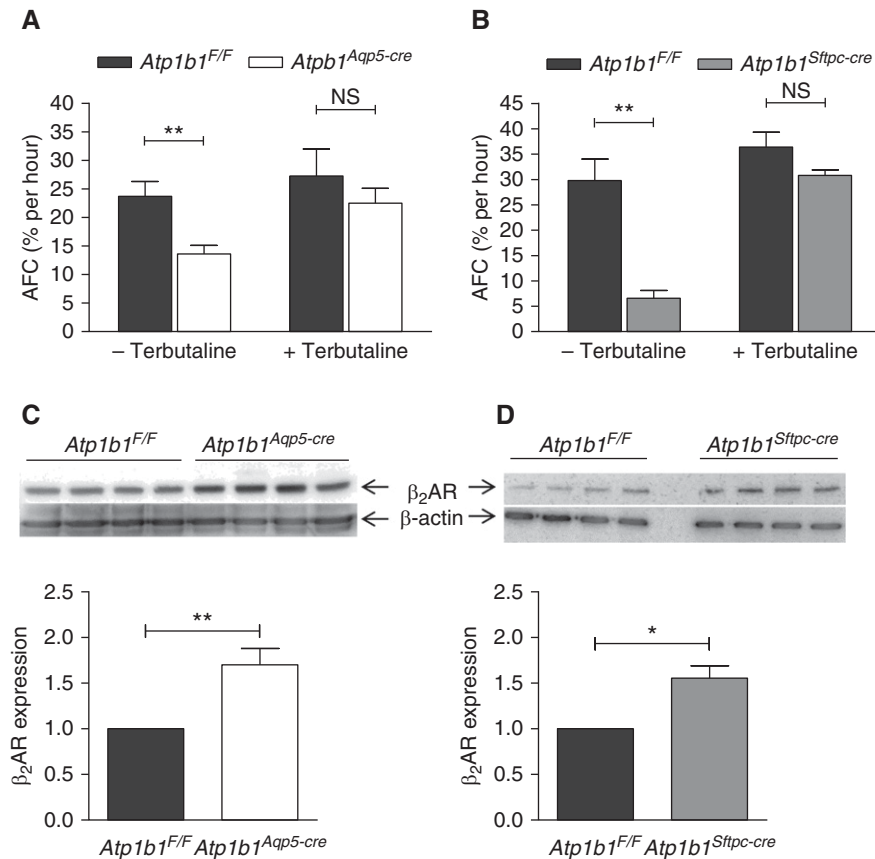 A
Atp1b1F/F Atpb1Aqp5-cre
AFC (% per hour)
40
35
30
25
20
15
10
5
0
**
NS
– Terbutaline + Terbutaline
B
Atp1b1F/F Atp1b1Sftpc-cre
AFC (% per hour)
45
40
35
30
25
20
15
10
5
0
**
NS
– Terbutaline + Terbutaline
C
Atp1b1F/F Atp1b1Aqp5-cre
D
Atp1b1F/F Atp1b1Sftpc-cre
β2AR
β-actin
β2AR expression
2.5
2.0
1.5
1.0
0.5
0.0
**
Atp1b1F/F Atp1b1Aqp5-cre
β2AR expression
2.5
2.0
1.5
1.0
0.5
0.0
*
Atp1b1F/F Atp1b1Sftpc-cre